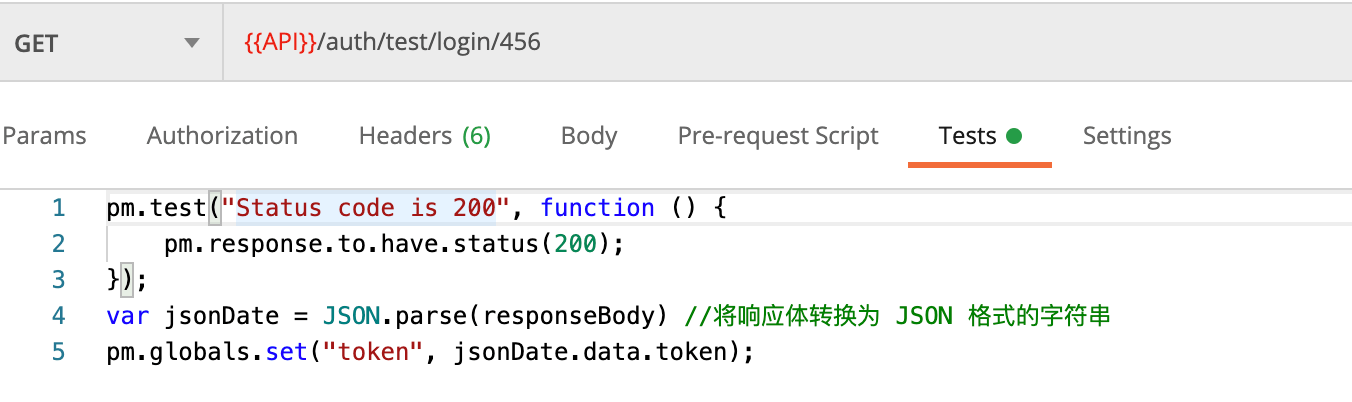 GET {{API}}/auth/test/login/456
Params Authorization Headers (6) Body Pre-request Script Tests Settings
1 pm.test("Status code is 200", function () {
2 pm.response.to.have.status(200);
3 });
4 var jsonDate = JSON.parse(responseBody) //将响应体转换为 JSON 格式的字符串
5 pm.globals.set("token", jsonDate.data.token);